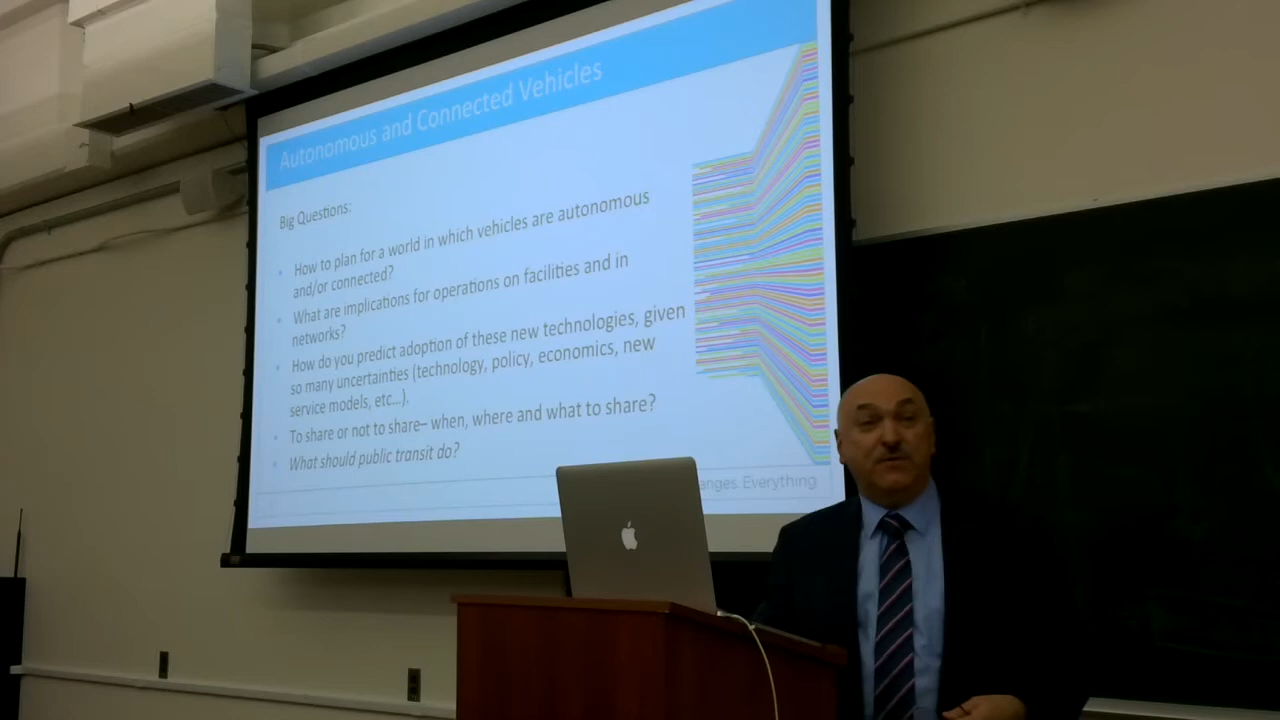 Autonomous and Connected Vehicles
Big Questions:
• How to plan for a world in which vehicles are autonomous
and/or connected?
• What are implications for operations on facilities and in
networks?
• How do you predict adoption of these new technologies, given
so many uncertainties (technology, policy, economics, new
service models, etc...),
• To share or not to share– when, where and what to share?
• What should public transit do?
Everything